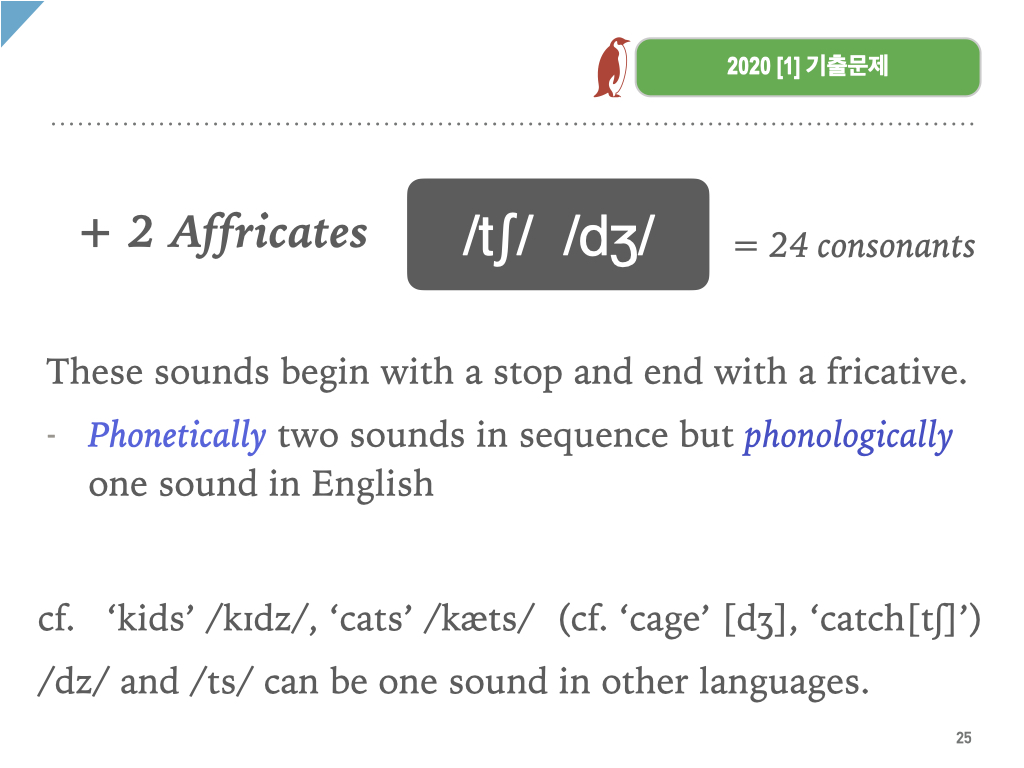 2020 [1] 기출문제
+ 2 Affricates
/tʃ/ /dʒ/
= 24 consonants
These sounds begin with a stop and end with a fricative.
- Phonetically two sounds in sequence but phonologically
one sound in English
cf. ‘kids’ /kɪdz/, ‘cats’ /kæts/ (cf. ‘cage’ [dʒ], ‘catch[tʃ]’)
/dz/ and /ts/ can be one sound in other languages.
25